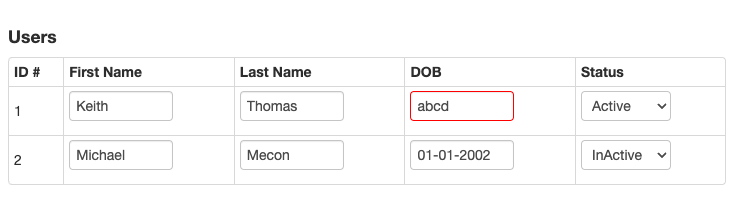 Users
ID # First Name Last Name DOB Status
1 Keith Thomas abcd Active
2 Michael Mecon 01-01-2002 InActive